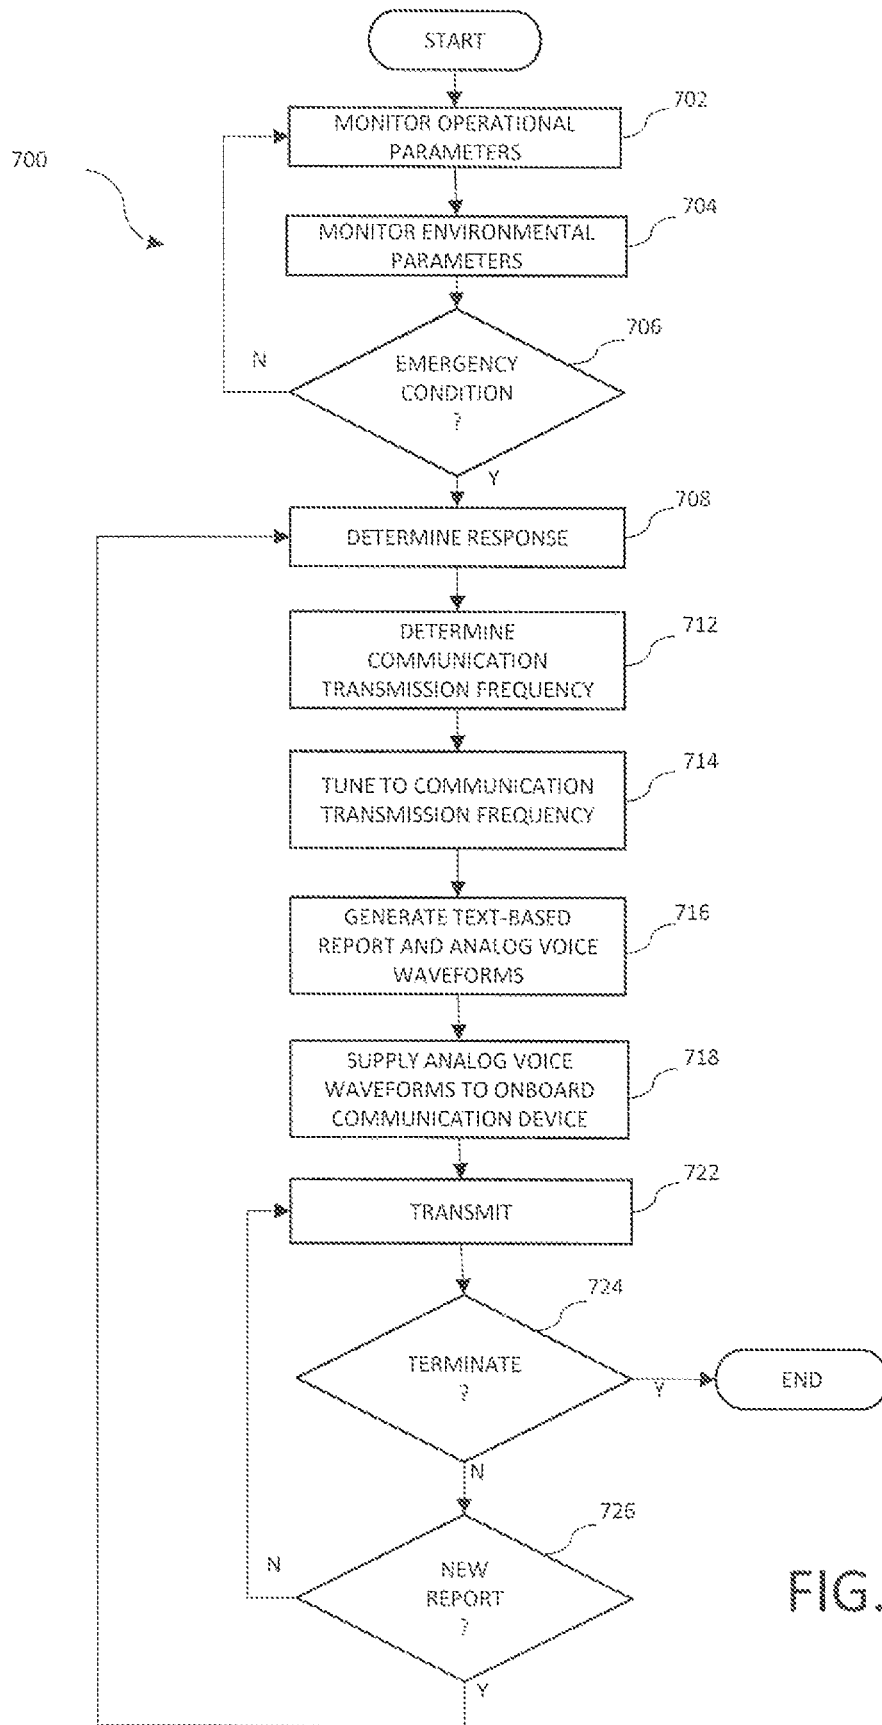 START
702
MONITOR OPERATIONAL
PARAMETERS
700
704
MONITOR ENVIRONMENTAL
PARAMETERS
706
N
EMERGENCY
CONDITION
?
Y
708
DETERMINE RESPONSE
712
DETERMINE
COMMUNICATION
TRANSMISSION FREQUENCY
714
TUNE TO COMMUNICATION
TRANSMISSION FREQUENCY
716
GENERATE TEXT-BASED
REPORT AND ANALOG VOICE
WAVEFORMS
718
SUPPLY ANALOG VOICE
WAVEFORMS TO ONBOARD
COMMUNICATION DEVICE
722
TRANSMIT
724
TERMINATE
?
Y
END
N
726
N
NEW
REPORT
?
FIG.
Y